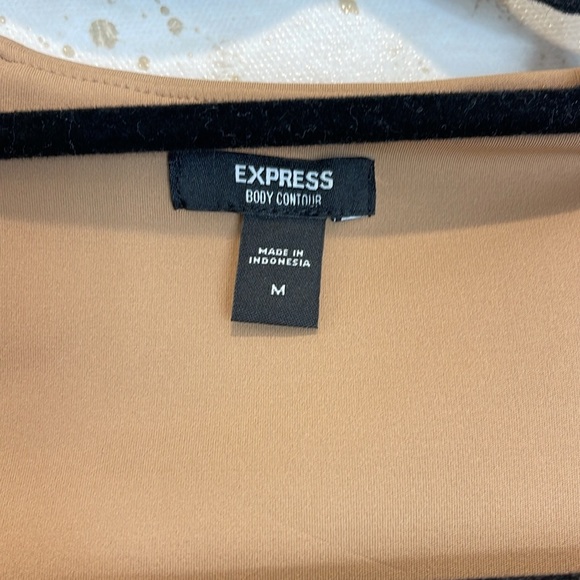 EXPRESS
BODY CONTOUR
MADE IN
INDONESIA
M